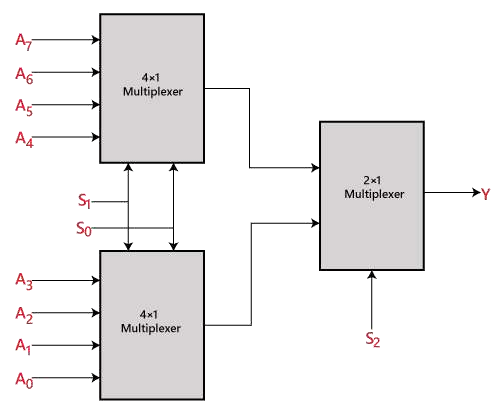 A7
A6
A5
A4
4×1
Multiplexer
S1
S0
A3
A2
A1
A0
4×1
Multiplexer
2×1
Multiplexer
Y
S2